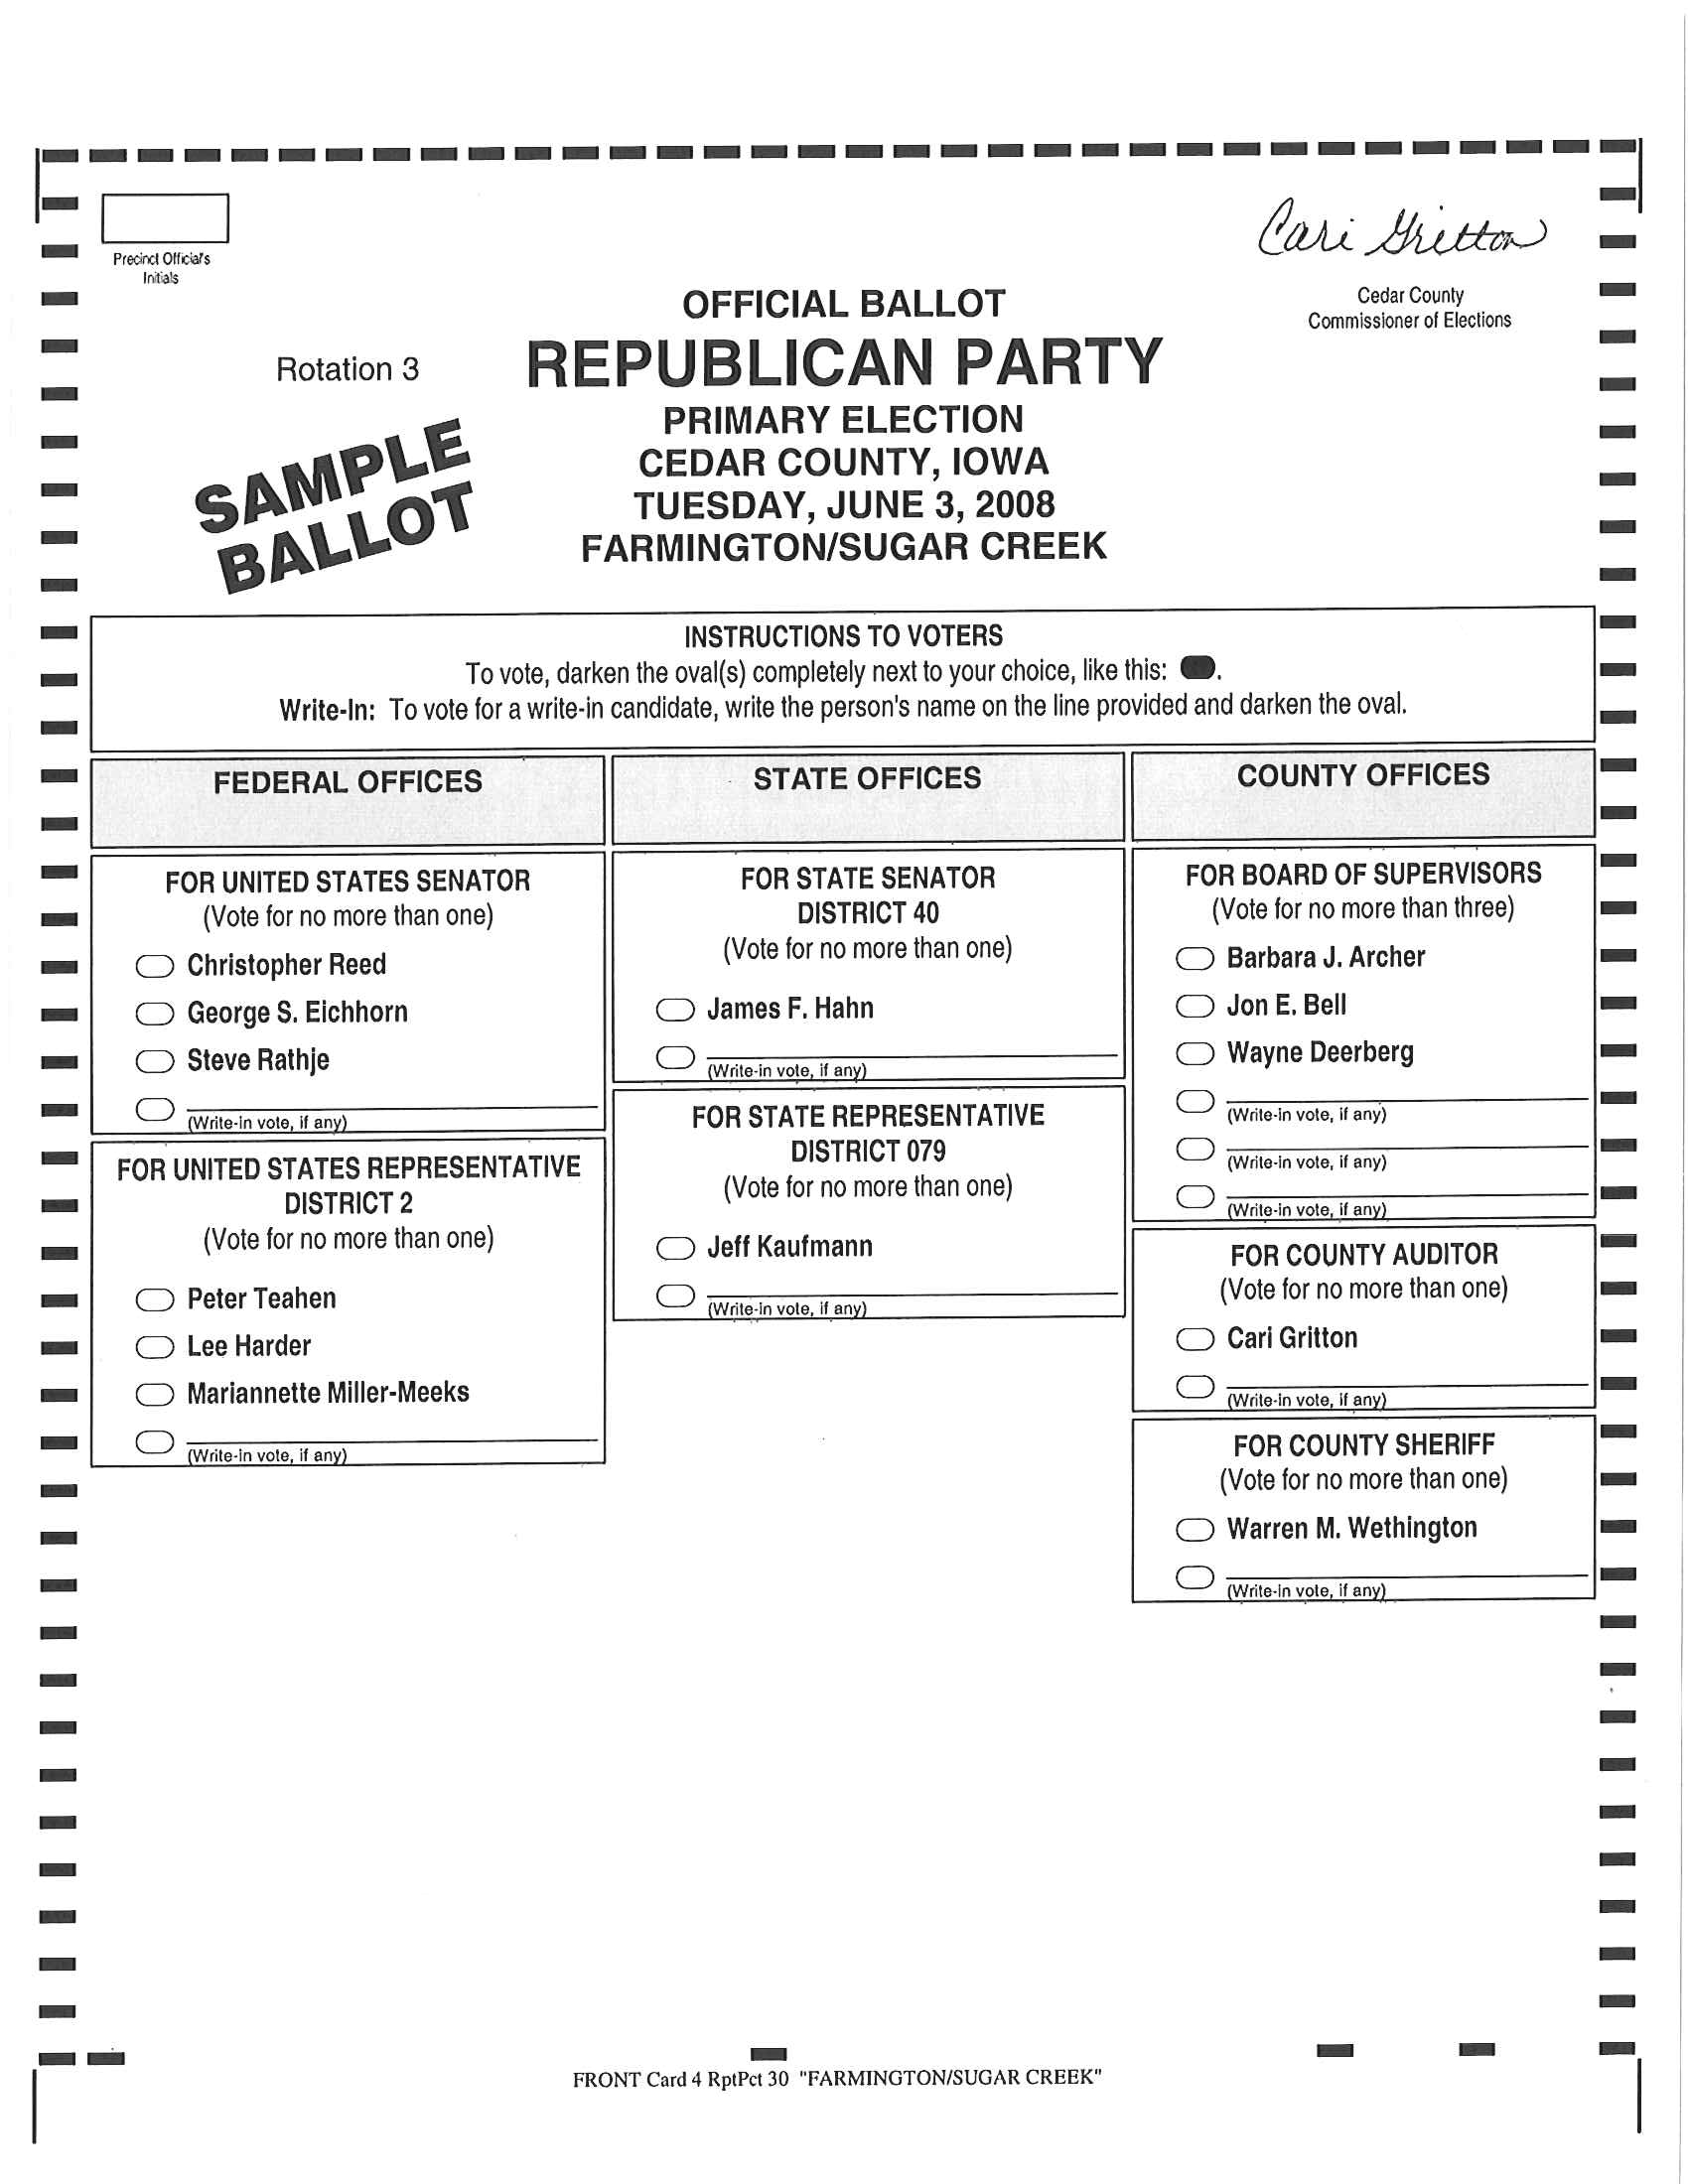 Cari Gritton
Precinct Official's
Initials
Cedar County
Commissioner of Elections
OFFICIAL BALLOT
Rotation 3
REPUBLICAN PARTY
PRIMARY ELECTION
CEDAR COUNTY, IOWA
TUESDAY, JUNE 3, 2008
FARMINGTON/SUGAR CREEK
SAMPLE
BALLOT
INSTRUCTIONS TO VOTERS
To vote, darken the oval(s) completely next to your choice, like this: .
Write-In: To vote for a write-in candidate, write the person's name on the line provided and darken the oval.
FEDERAL OFFICES
FOR UNITED STATES SENATOR
(Vote for no more than one)
Christopher Reed
George S. Eichhorn
Steve Rathje
(Write-in vote, if any)
FOR UNITED STATES REPRESENTATIVE
DISTRICT 2
(Vote for no more than one)
Peter Teahen
Lee Harder
Mariannette Miller-Meeks
(Write-in vote, if any)
STATE OFFICES
FOR STATE SENATOR
DISTRICT 40
(Vote for no more than one)
James F. Hahn
(Write-in vote, if any)
FOR STATE REPRESENTATIVE
DISTRICT 079
(Vote for no more than one)
Jeff Kaufmann
(Write-in vote, if any)
COUNTY OFFICES
FOR BOARD OF SUPERVISORS
(Vote for no more than three)
Barbara J. Archer
Jon E. Bell
Wayne Deerberg
(Write-in vote, if any)
(Write-in vote, if any)
(Write-in vote, if any)
FOR COUNTY AUDITOR
(Vote for no more than one)
Cari Gritton
(Write-in vote, if any)
FOR COUNTY SHERIFF
(Vote for no more than one)
Warren M. Wethington
(Write-in vote, if any)
FRONT Card 4 RptPct 30 "FARMINGTON/SUGAR CREEK"